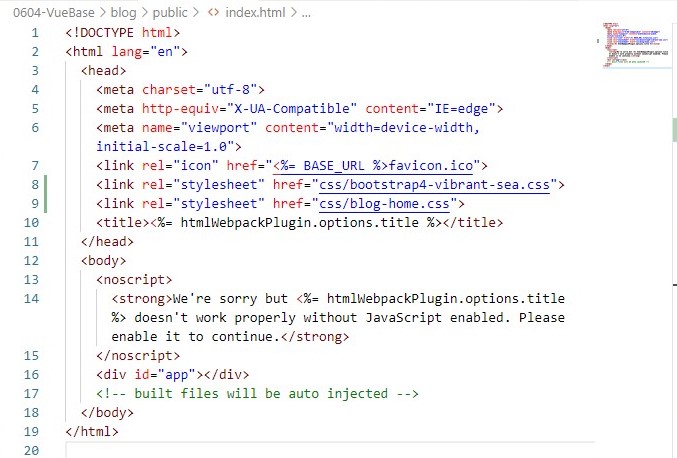 0604-VueBase > blog > public > <> index.html > ...
1 <!DOCTYPE html>
2 <html lang="en">
3 <head>
4 <meta charset="utf-8">
5 <meta http-equiv="X-UA-Compatible" content="IE=edge">
6 <meta name="viewport" content="width=device-width,
initial-scale=1.0">
7 <link rel="icon" href="<%= BASE_URL %>favicon.ico">
8 <link rel="stylesheet" href="css/bootstrap4-vibrant-sea.css">
9 <link rel="stylesheet" href="css/blog-home.css">
10 <title><%= htmlWebpackPlugin.options.title %></title>
11 </head>
12 <body>
13 <noscript>
14 <strong>We're sorry but <%= htmlWebpackPlugin.options.title
%> doesn't work properly without JavaScript enabled. Please
enable it to continue.</strong>
15 </noscript>
16 <div id="app"></div>
17 <!-- built files will be auto injected -->
18 </body>
19 </html>
20